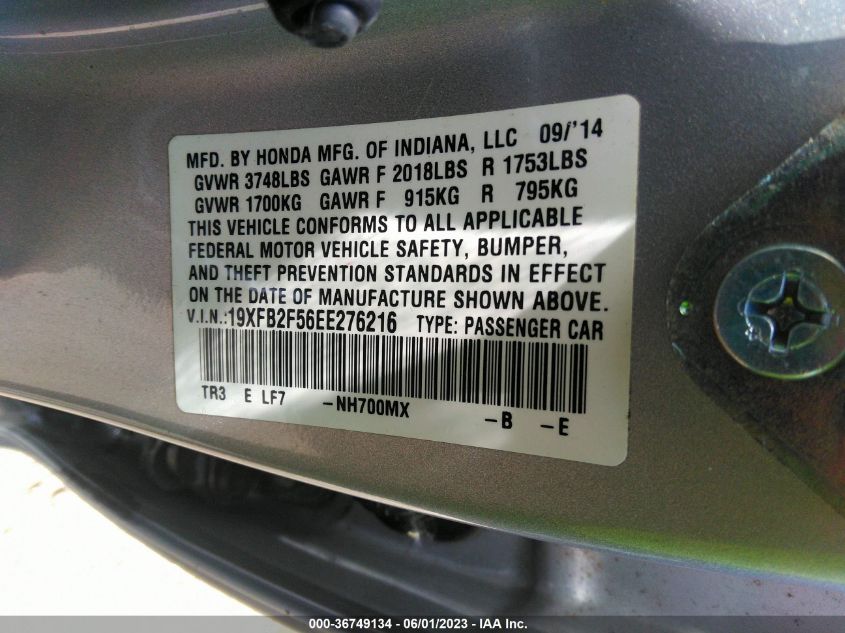 MFD. BY HONDA MFG. OF INDIANA, LLC 09/'14
GVWR 3748LBS GAWR F 2018LBS R 1753LBS
GVWR 1700KG GAWR F 915KG R 795KG
THIS VEHICLE CONFORMS TO ALL APPLICABLE
FEDERAL MOTOR VEHICLE SAFETY, BUMPER,
AND THEFT PREVENTION STANDARDS IN EFFECT
ON THE DATE OF MANUFACTURE SHOWN ABOVE.
V.I.N.:19XFB2F56EE276216 TYPE: PASSENGER CAR
TR3 E LF7 -NH700MX -B -E
000-36749134 - 06/01/2023 - IAA Inc.